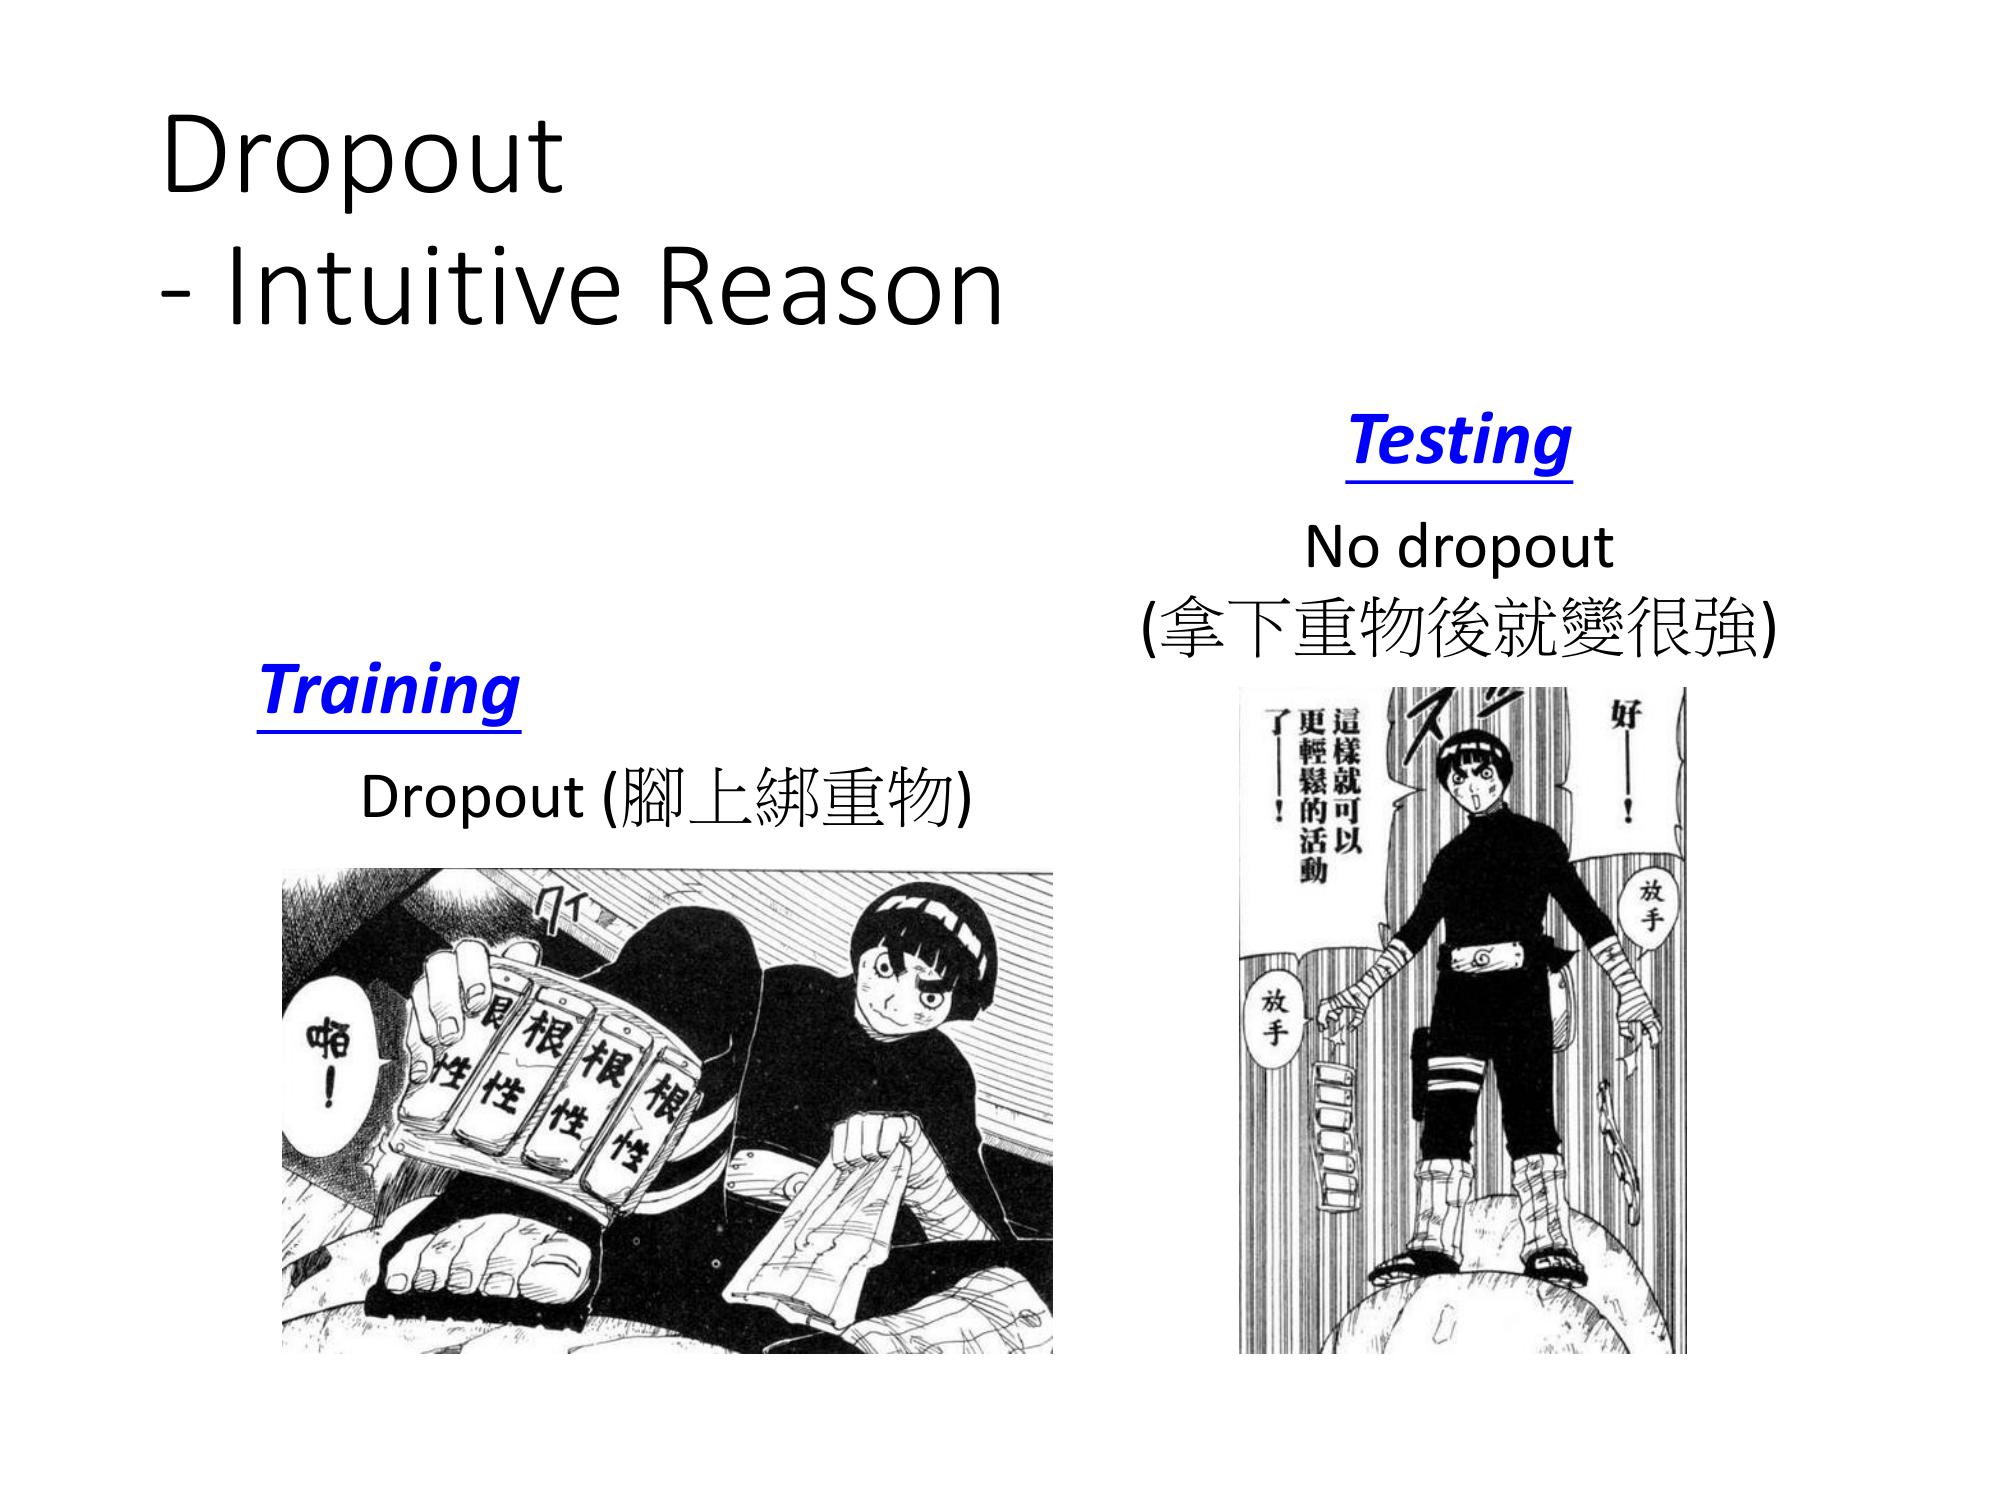 Dropout
- Intuitive Reason
Training
Dropout (腳上綁重物)
啪！
クイ
根性
根性
根性
根性
Testing
No dropout
(拿下重物後就變很強)
好——！
這樣就可以
更輕鬆的活動
了——！
放手
放手